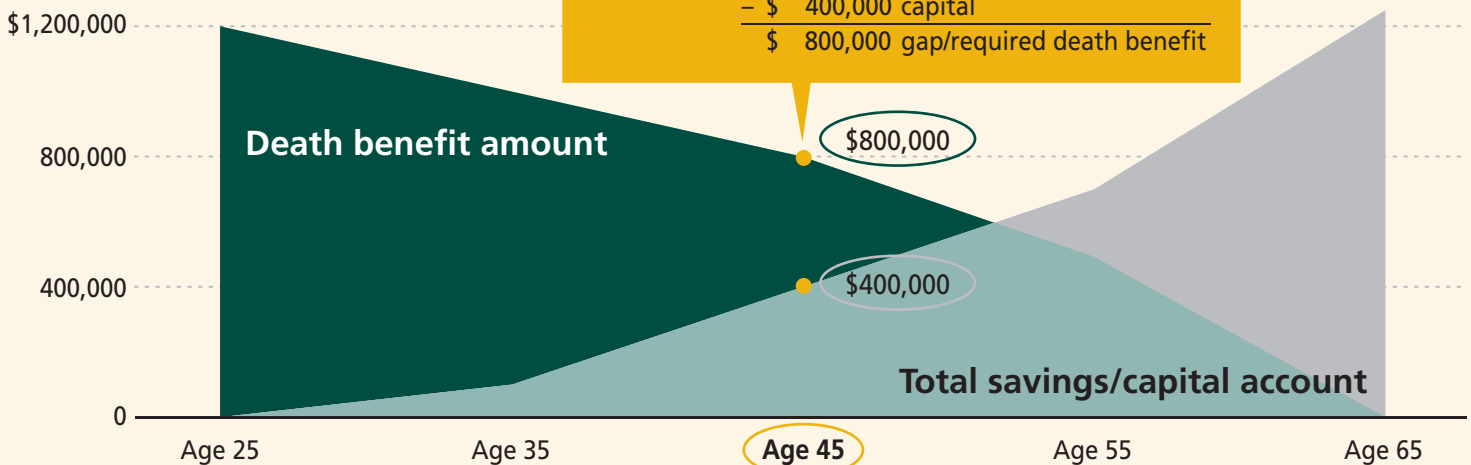 $1,200,000
– $ 400,000 capital
$ 800,000 gap/required death benefit
Death benefit amount
$800,000
800,000
400,000
$400,000
Total savings/capital account
0
Age 25 Age 35 Age 45 Age 55 Age 65